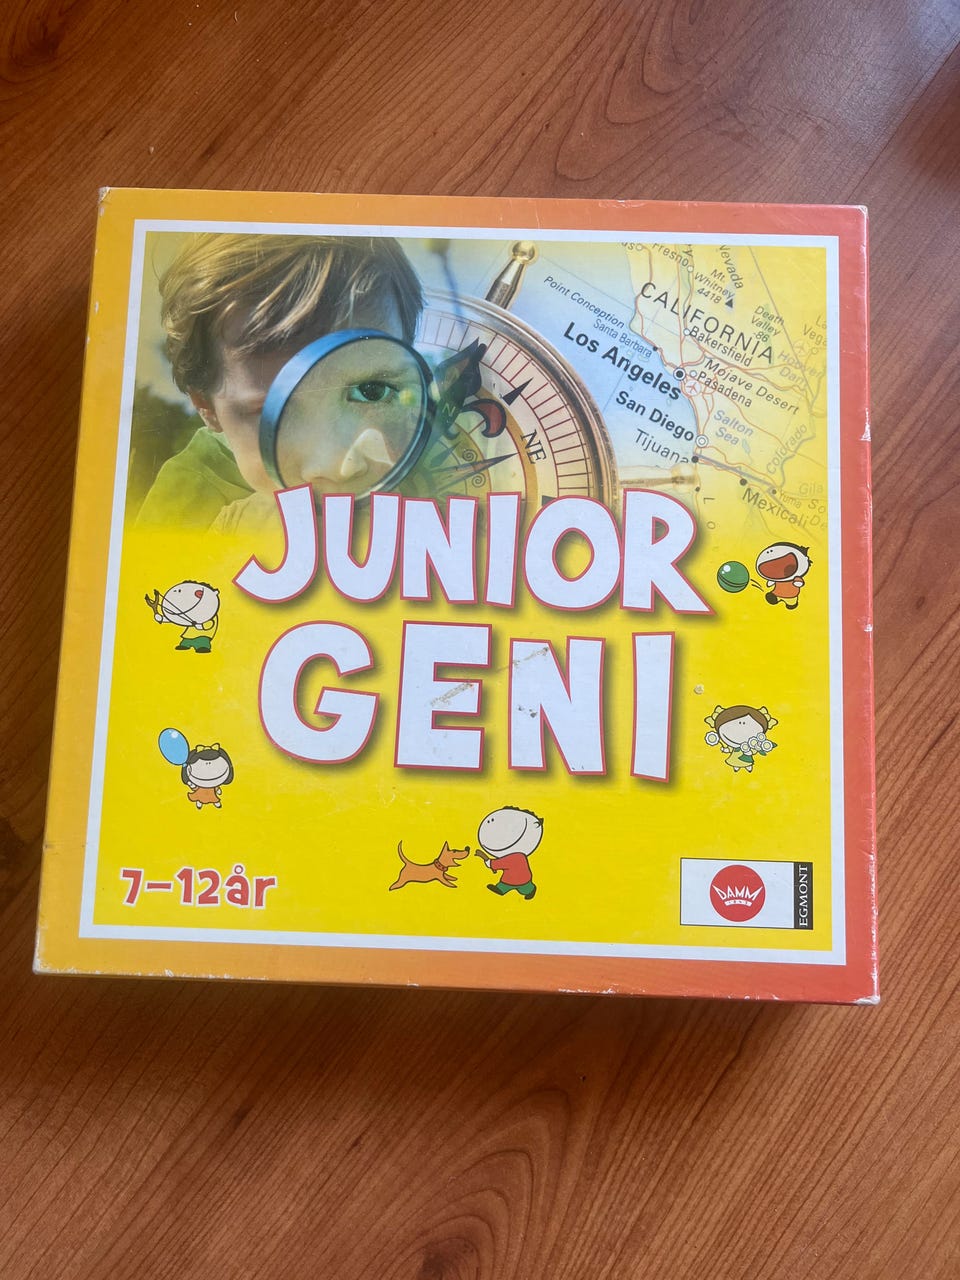 Fresno
Nevada
Mt.
Whitney
4418
Point Conception
CALIFORNIA
Death
Valley
-86
Santa Barbara
Bakersfield
Los Angeles
Mojave Desert
Pasadena
San Diego
Salton
Sea
Tijuana
Colorado
Mexicali
NE
JUNIOR
GENI
7-12år
DAMM
EGMONT